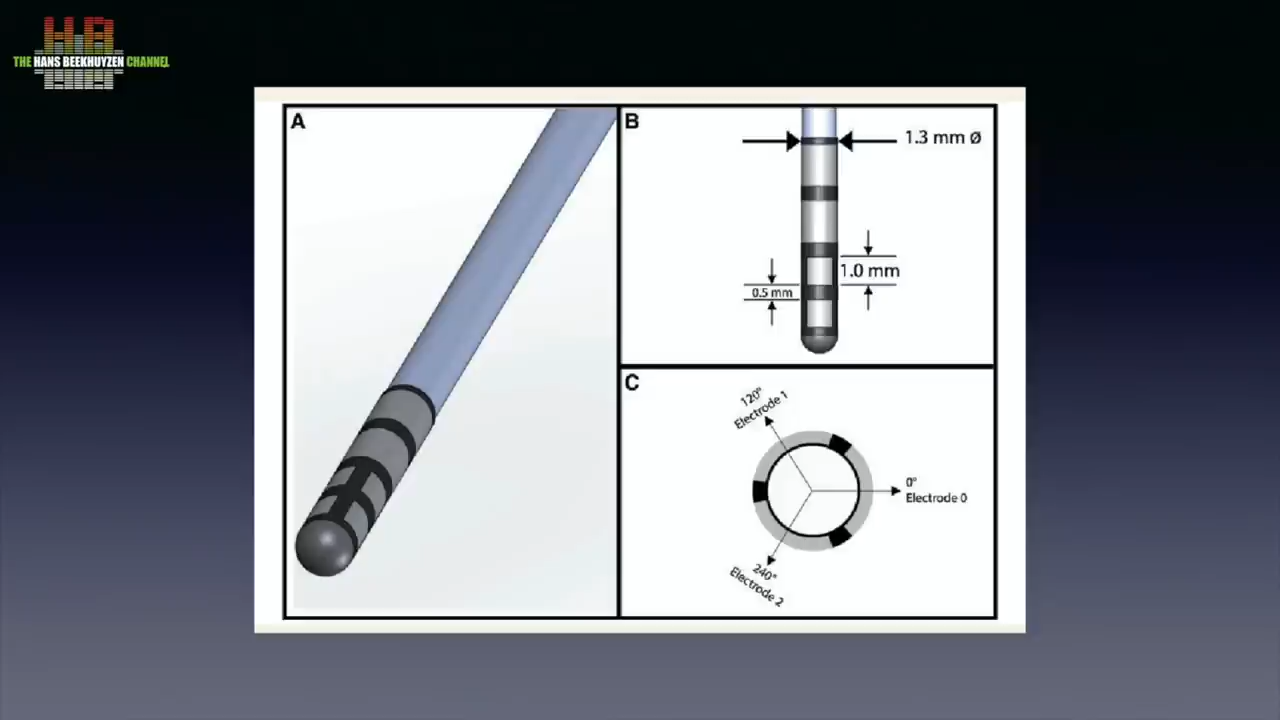 THE HANS BEEKHUYZEN CHANNEL
A
B
1.3 mm Ø
1.0 mm
0.5 mm
C
120°
Electrode 1
0°
Electrode 0
240°
Electrode 2